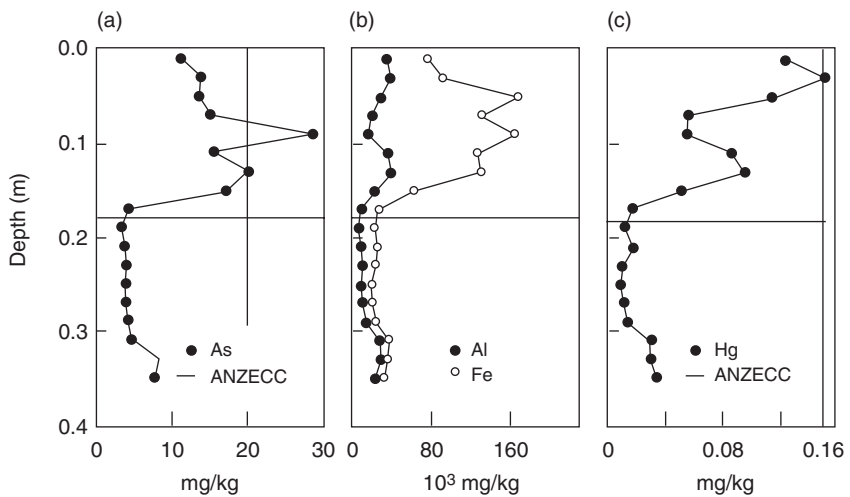 (a)
(b)
(c)
0.0
0.1
0.2
0.3
0.4
Depth (m)
As
ANZECC
Al
Fe
Hg
ANZECC
0 10 20 30
0 80 160
0 0.08 0.16
mg/kg
10³ mg/kg
mg/kg